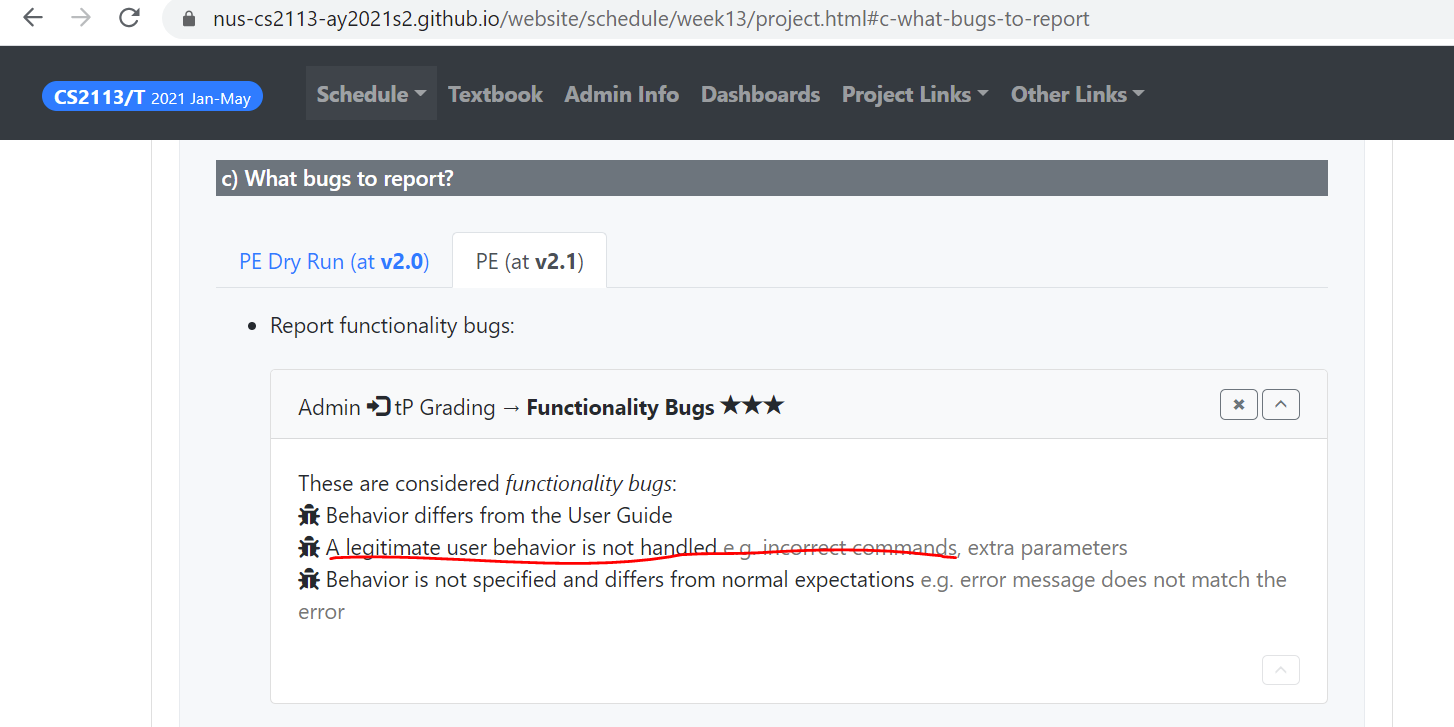 nus-cs2113-ay2021s2.github.io/website/schedule/week13/project.html#c-what-bugs-to-report
CS2113/T 2021 Jan-May Schedule Textbook Admin Info Dashboards Project Links Other Links
c) What bugs to report?
PE Dry Run (at v2.0) PE (at v2.1)
• Report functionality bugs:
Admin tP Grading → Functionality Bugs ★★★
These are considered functionality bugs:
Behavior differs from the User Guide
A legitimate user behavior is not handled e.g. incorrect commands, extra parameters
Behavior is not specified and differs from normal expectations e.g. error message does not match the
error